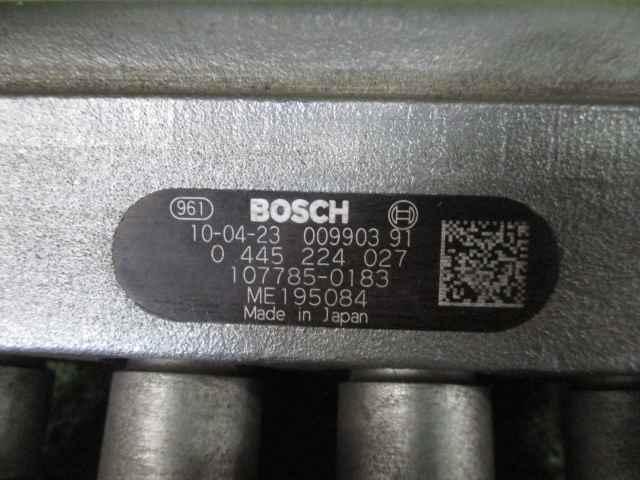 961 BOSCH
10-04-23 009903 91
0 445 224 027
107785-0183
ME195084
Made in Japan